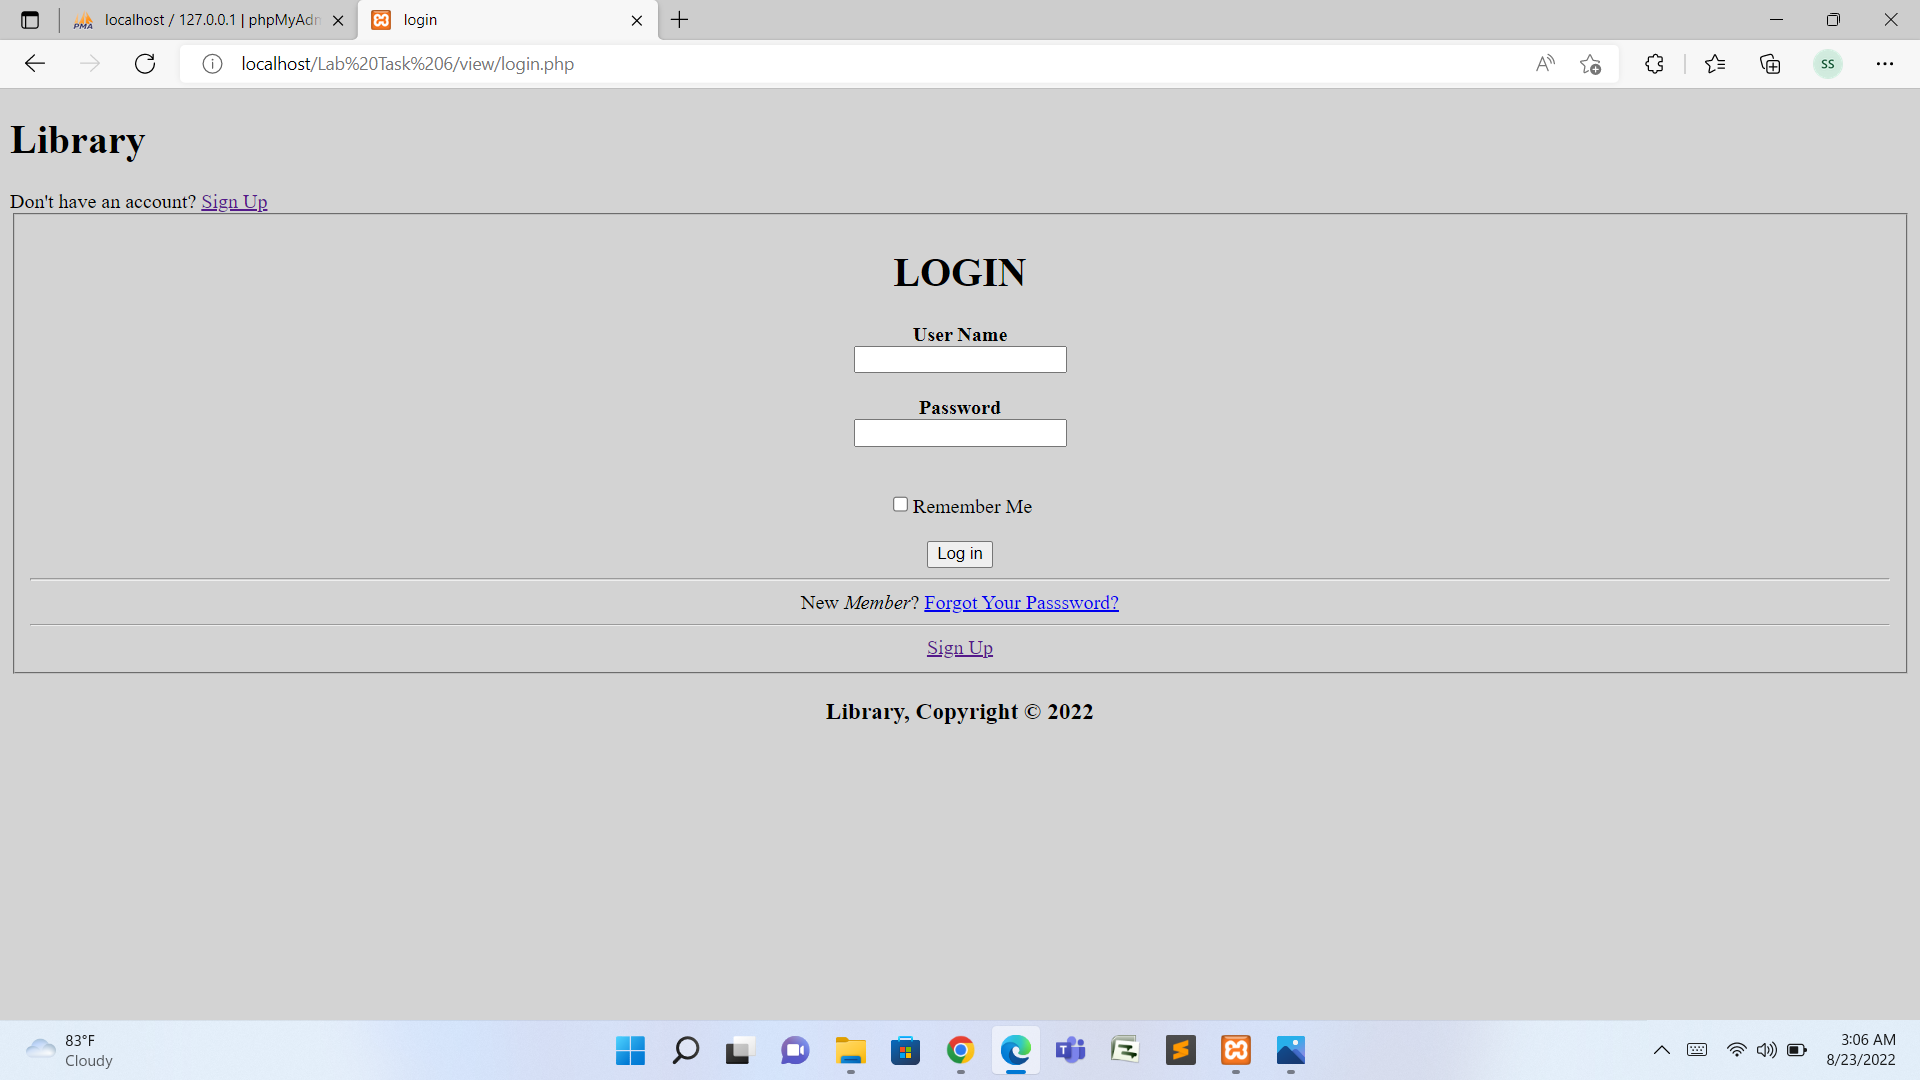 localhost / 127.0.0.1 | phpMyAdn
login
localhost/Lab%20Task%206/view/login.php
SS
Library
Don't have an account? Sign Up
LOGIN
User Name
Password
Remember Me
Log in
New Member? Forgot Your Passsword?
Sign Up
Library, Copyright © 2022
83°F
Cloudy
3:06 AM
8/23/2022